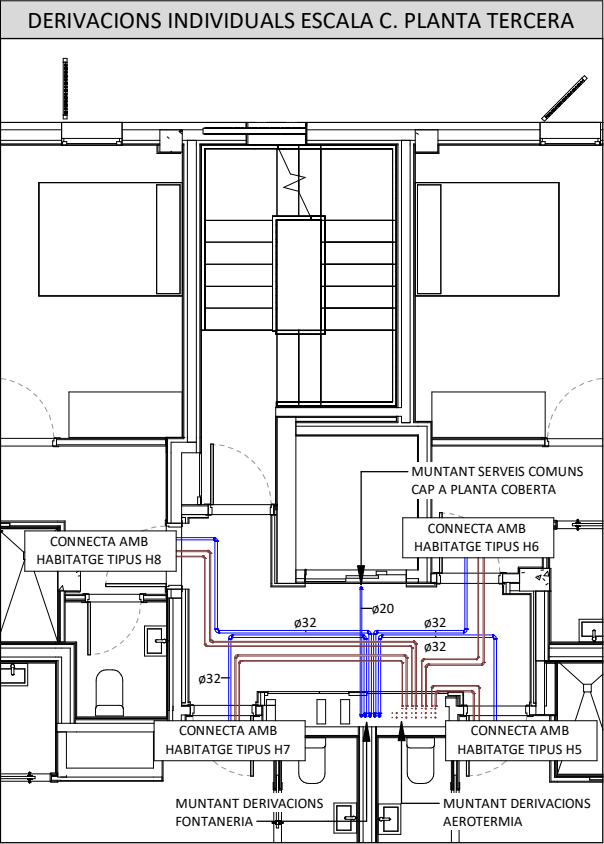 DERIVACIONS INDIVIDUALS ESCALA C. PLANTA TERCERA
MUNTANT SERVEIS COMUNS
CAP A PLANTA COBERTA
CONNECTA AMB
HABITATGE TIPUS H8
CONNECTA AMB
HABITATGE TIPUS H6
ø20
ø32
ø32
ø32
ø32
CONNECTA AMB
HABITATGE TIPUS H7
CONNECTA AMB
HABITATGE TIPUS H5
MUNTANT DERIVACIONS
FONTANERIA
MUNTANT DERIVACIONS
AEROTERMIA